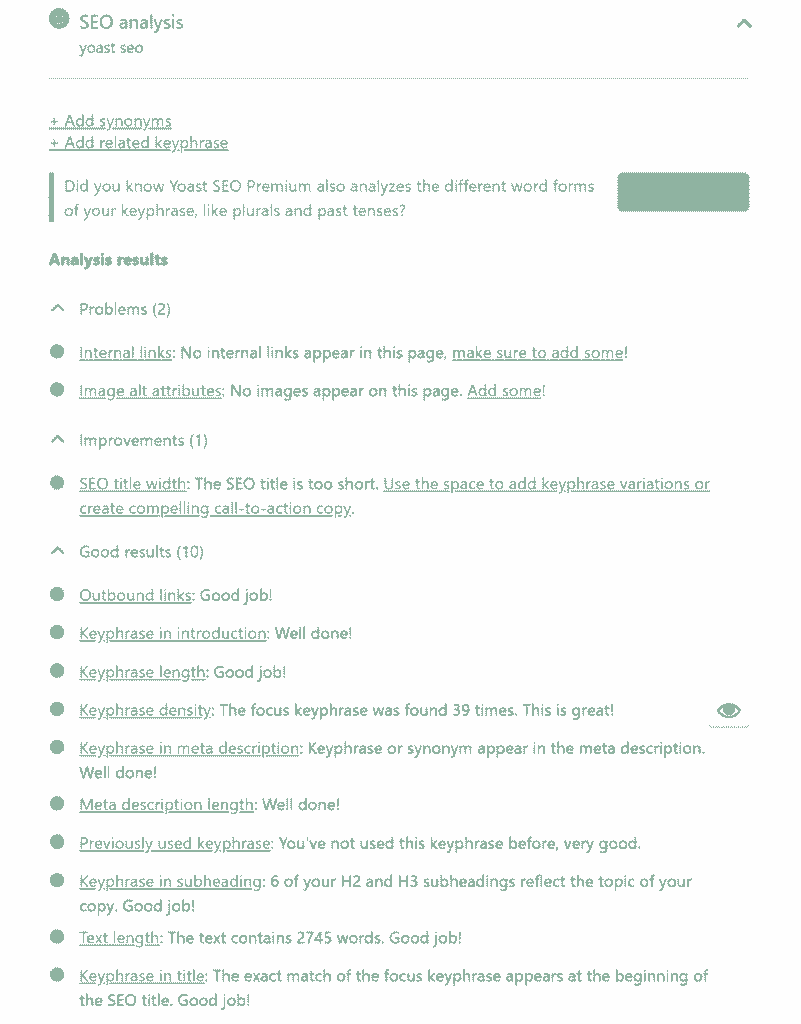 SEO analysis
yoast seo
+ Add synonyms
+ Add related keyphrase
Did you know Yoast SEO Premium also analyzes the different word forms
of your keyphrase, like plurals and past tenses?
Analysis results
Problems (2)
Internal links: No internal links appear in this page, make sure to add some!
Image alt attributes: No images appear on this page. Add some!
Improvements (1)
SEO title width: The SEO title is too short. Use the space to add keyphrase variations or
create compelling call-to-action copy.
Good results (10)
Outbound links: Good job!
Keyphrase in introduction: Well done!
Keyphrase length: Good job!
Keyphrase density: The focus keyphrase was found 39 times. This is great!
Keyphrase in meta description: Keyphrase or synonym appear in the meta description.
Well done!
Meta description length: Well done!
Previously used keyphrase: You've not used this keyphrase before, very good.
Keyphrase in subheading: 6 of your H2 and H3 subheadings reflect the topic of your
copy. Good job!
Text length: The text contains 2745 words. Good job!
Keyphrase in title: The exact match of the focus keyphrase appears at the beginning of
the SEO title. Good job!